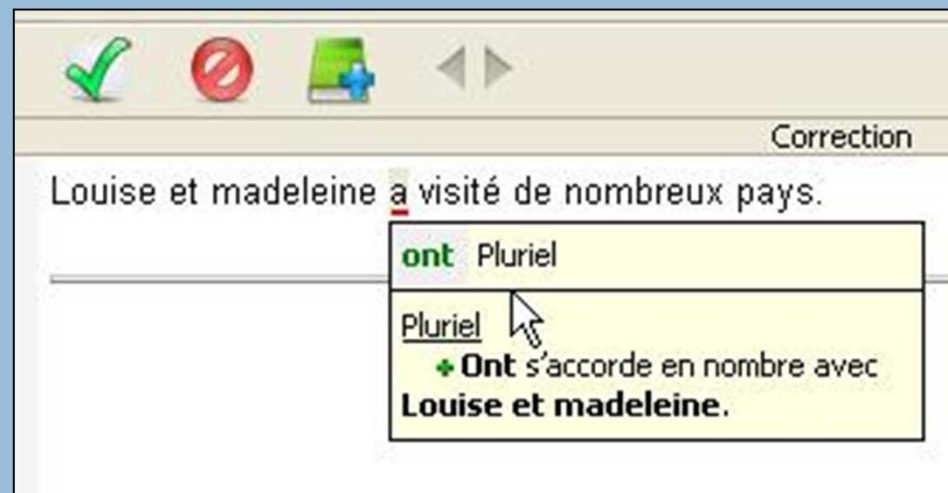 Correction
Louise et madeleine a visité de nombreux pays.
ont Pluriel
Pluriel
Ont s'accorde en nombre avec
Louise et madeleine.